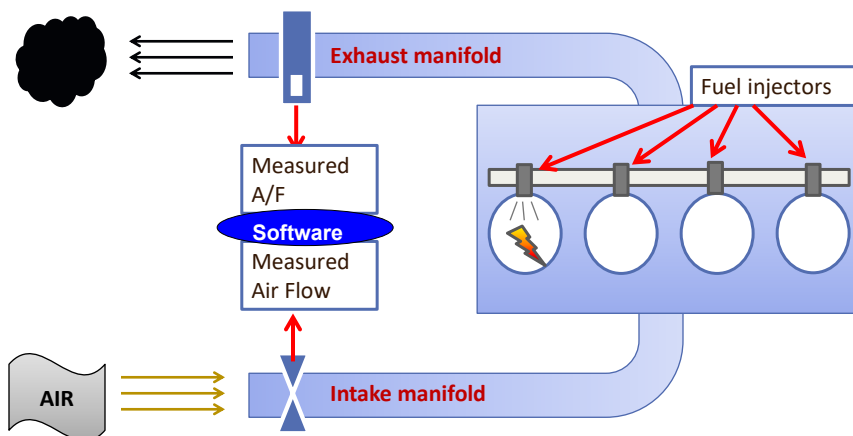 Exhaust manifold
Fuel injectors
Measured
A/F
Software
Measured
Air Flow
AIR
Intake manifold